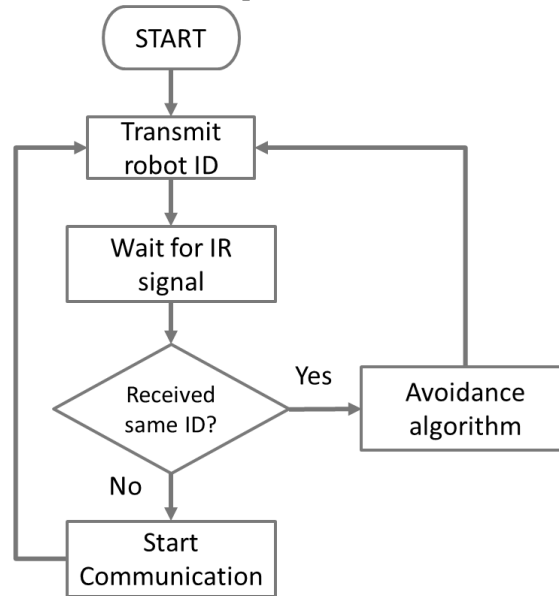 START
Transmit
robot ID
Wait for IR
signal
Received
same ID?
Yes
Avoidance
algorithm
No
Start
Communication